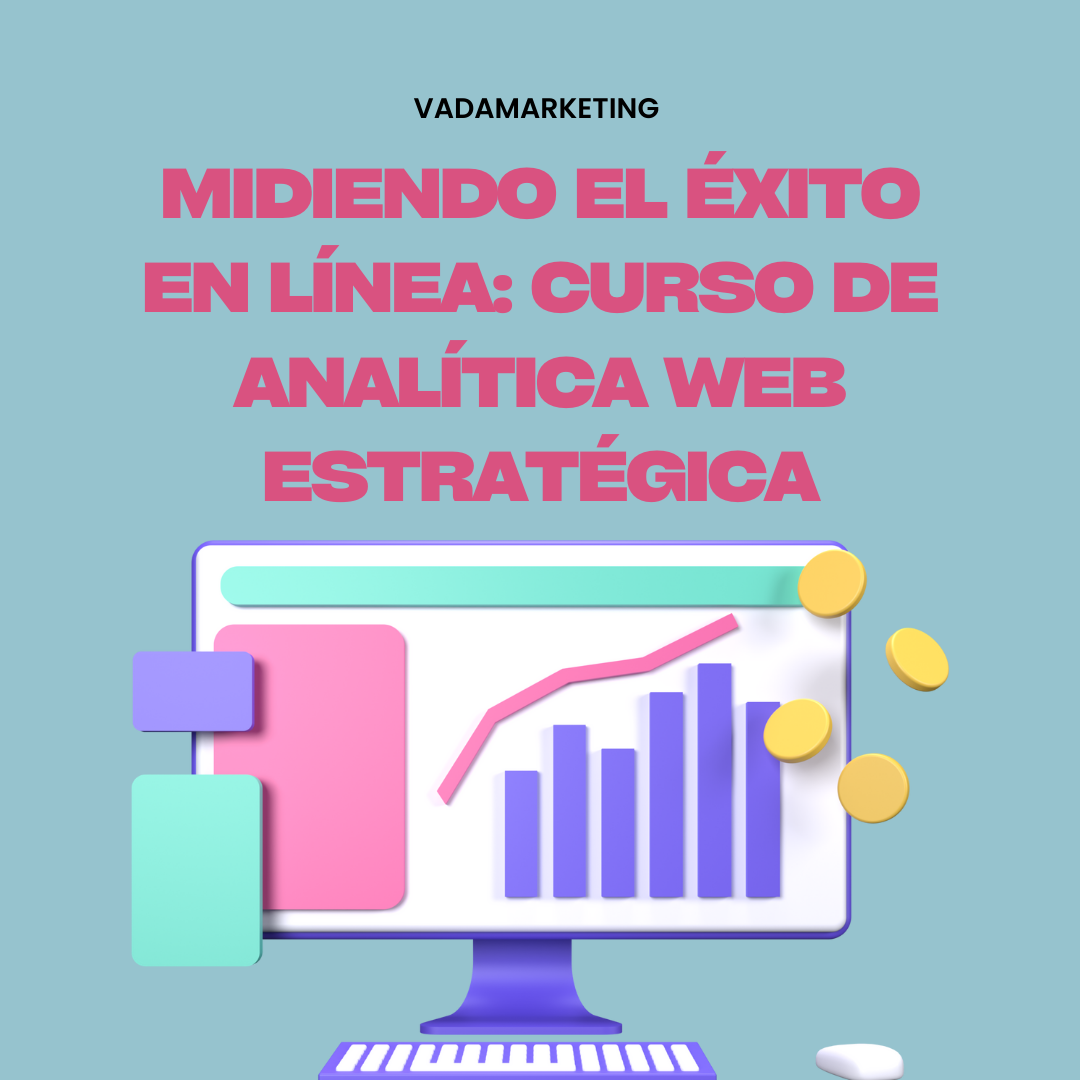 VADAMARKETING
MIDIENDO EL ÉXITO
EN LÍNEA: CURSO DE
ANALÍTICA WEB
ESTRATÉGICA